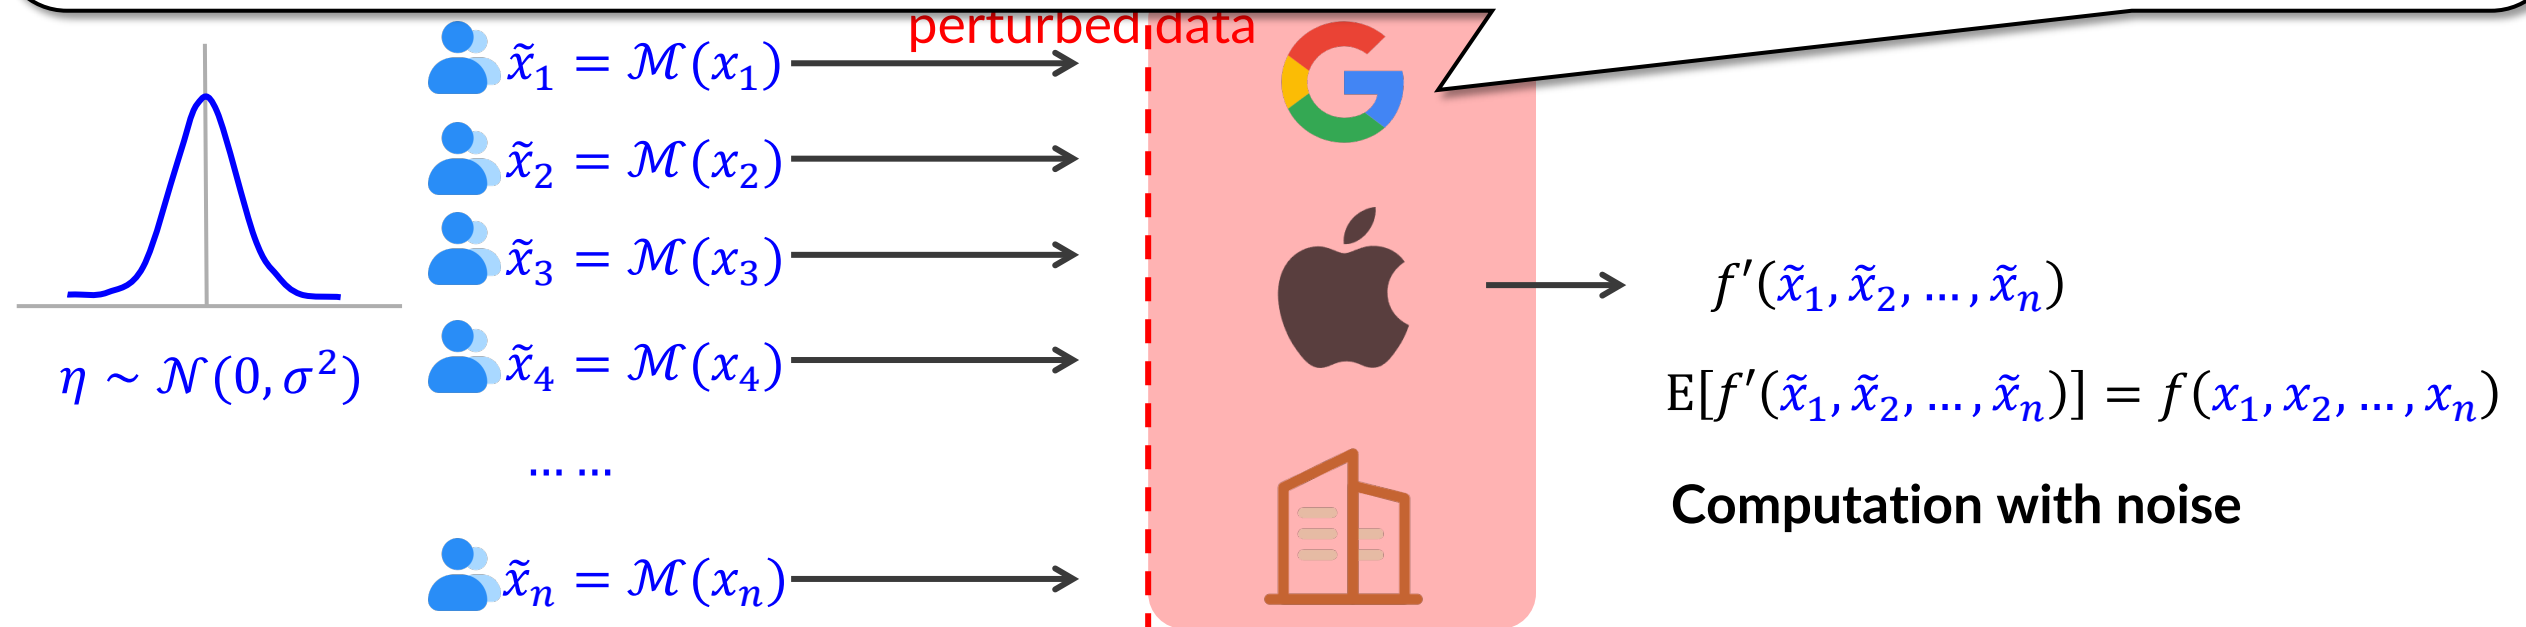 perturbed data
x̃₁ = ℳ(x₁)
x̃₂ = ℳ(x₂)
x̃₃ = ℳ(x₃)
x̃₄ = ℳ(x₄)
... ...
x̃ₙ = ℳ(xₙ)
η ~ 𝒩(0, σ²)
f′(x̃₁, x̃₂, ..., x̃ₙ)
E[f′(x̃₁, x̃₂, ..., x̃ₙ)] = f(x₁, x₂, ..., xₙ)
Computation with noise